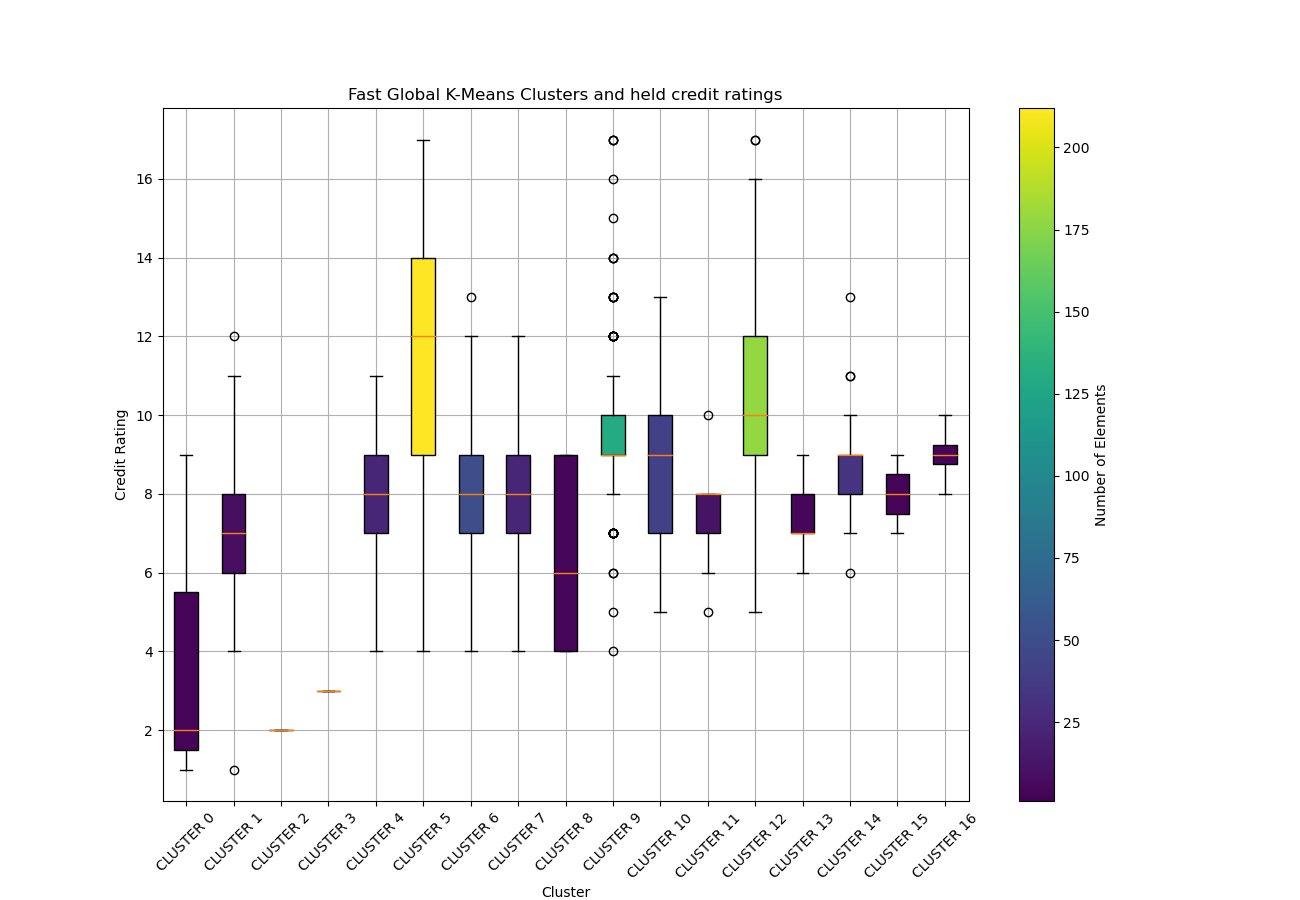 Fast Global K-Means Clusters and held credit ratings
Credit Rating
16
14
12
10
8
6
4
2
CLUSTER 0
CLUSTER 1
CLUSTER 2
CLUSTER 3
CLUSTER 4
CLUSTER 5
CLUSTER 6
CLUSTER 7
CLUSTER 8
CLUSTER 9
CLUSTER 10
CLUSTER 11
CLUSTER 12
CLUSTER 13
CLUSTER 14
CLUSTER 15
CLUSTER 16
Cluster
200
175
150
125
100
75
50
25
Number of Elements